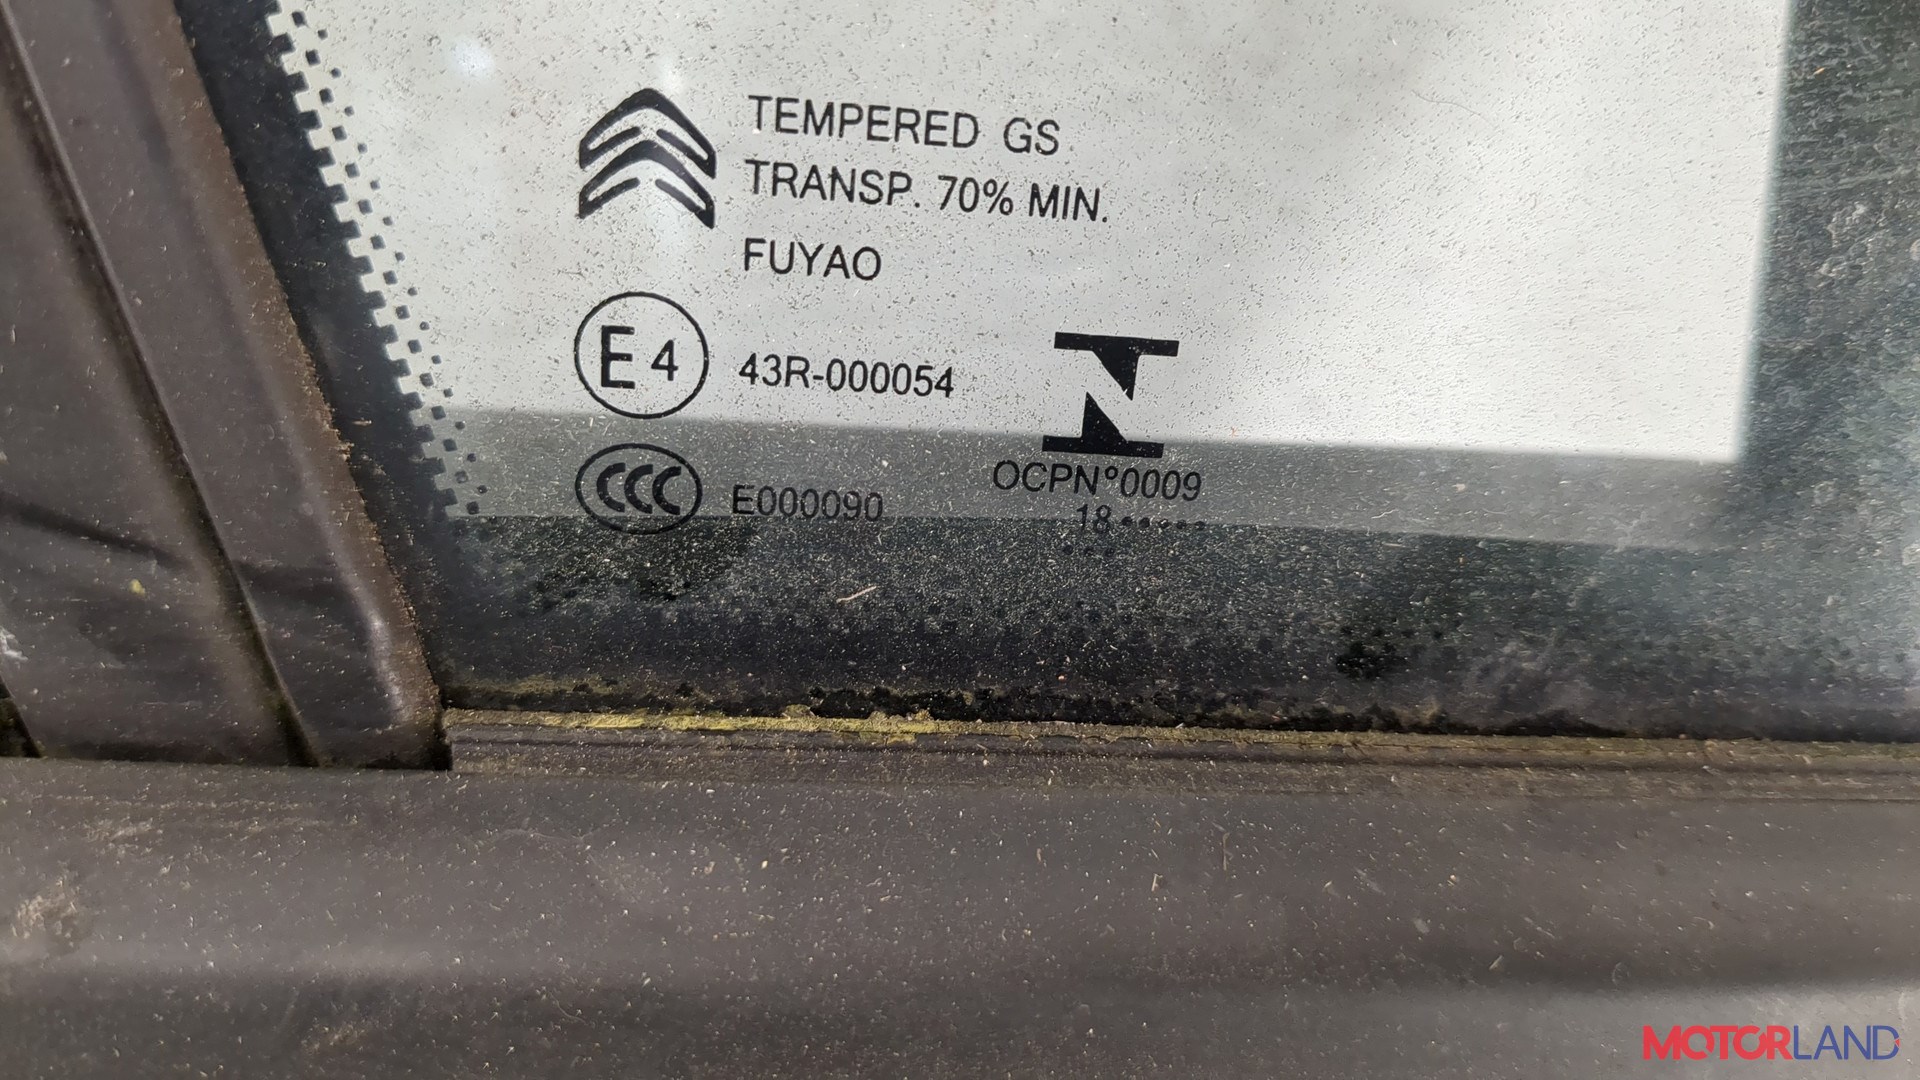 TEMPERED GS
TRANSP. 70% MIN.
FUYAO
E4 43R-000054
CCC E000090
N
OCPN°0009
18•••••
•••
MOTORLAND